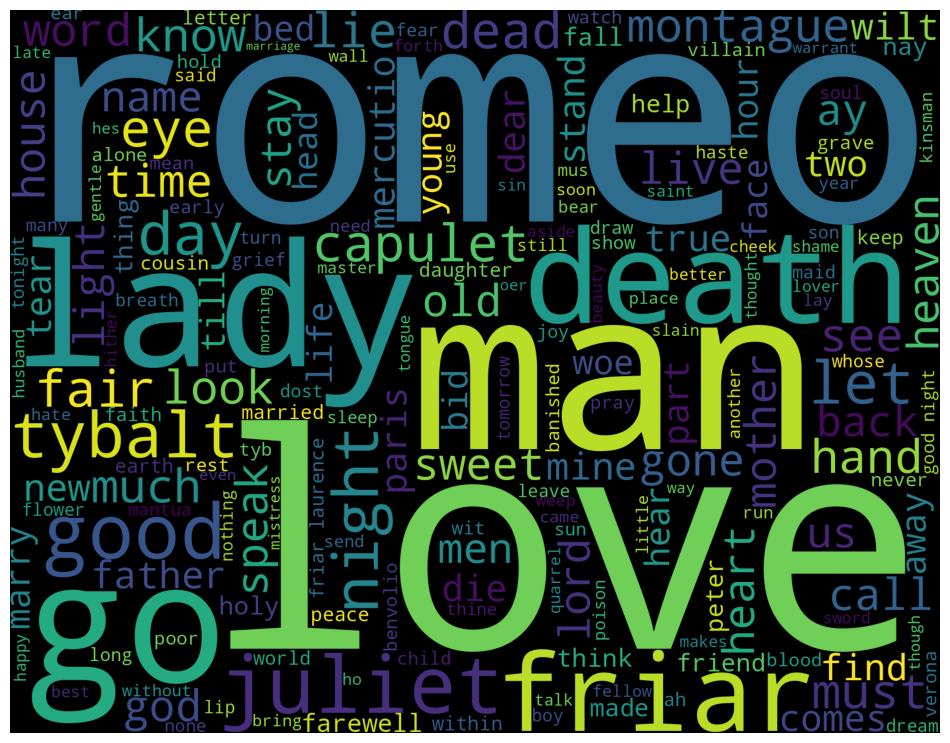 ear
letter
bed
lie
fear
dead
watch
montague
wilt
word
know
marriage
forth
fall
nay
late
hold
said
wall
villain
warrant
romeo
house
name
hes
eye
stay
head
mercutio
young
use
dear
stand
help
hour
ay
soul
grave
kinsman
alone
mean
time
gentle
many
early
thing
sin
mus
soon
bear
live
saint
haste
face
two
year
heaven
tonight
tear
light
day
turn
need
capulet
aside
draw
show
true
cheek
son
shame
keep
cousin
grief
master
still
better
lady
till
breath
morning
daughter
oer
old
death
beauty
place
thought
maid
lover
lay
husband
hither
put
life
tongue
joy
slain
see
hate
fair
look
dost
man
woe
whose
let
faith
married
sleep
bid
tomorrow
banished
pray
part
another
back
tybalt
tyb
paris
mother
good night
earth
rest
night
sweet
mine
gone
hand
even
new
much
speak
mistress
friar laurence
leave
weep
way
never
flower
mantua
nothing
send
love
came
sun
little
hear
run
us
away
good
wit
men
marry
father
holy
peace
benvolio
die
thine
quarrel
lord
poison
peter
heart
call
sword
go
poor
happy
long
world
child
makes
though
god
lip
juliet
ho
think
friend
blood
find
verona
best
without
friar
talk
fellow
made
ah
must
none
bring
farewell
within
boy
comes
dream